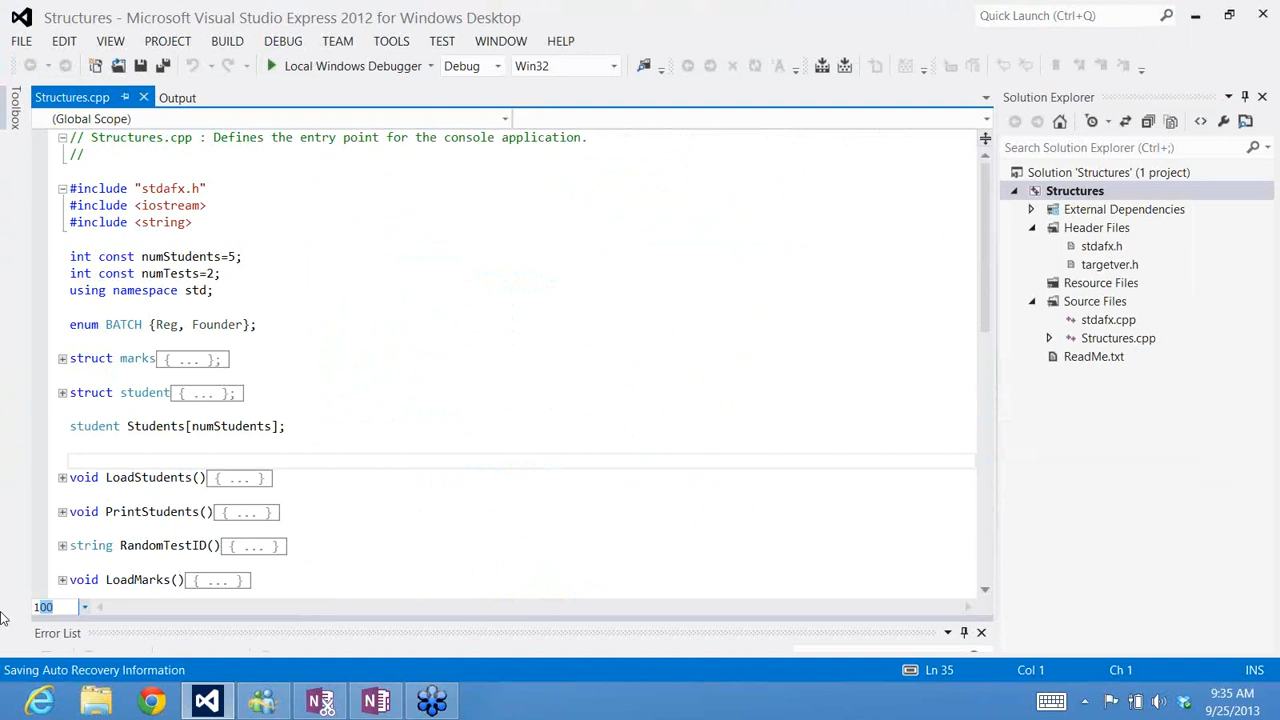 Structures - Microsoft Visual Studio Express 2012 for Windows Desktop
Quick Launch (Ctrl+Q)
FILE EDIT VIEW PROJECT BUILD DEBUG TEAM TOOLS TEST WINDOW HELP
Local Windows Debugger Debug Win32
Toolbox
Structures.cpp Output
(Global Scope)
// Structures.cpp : Defines the entry point for the console application.
//
#include "stdafx.h"
#include <iostream>
#include <string>
int const numStudents=5;
int const numTests=2;
using namespace std;
enum BATCH {Reg, Founder};
struct marks{ ... };
struct student{ ... };
student Students[numStudents];
void LoadStudents(){ ... }
void PrintStudents(){ ... }
string RandomTestID(){ ... }
void LoadMarks(){ ... }
100
Error List
Solution Explorer
Search Solution Explorer (Ctrl+;)
Solution 'Structures' (1 project)
Structures
External Dependencies
Header Files
stdafx.h
targetver.h
Resource Files
Source Files
stdafx.cpp
Structures.cpp
ReadMe.txt
Saving Auto Recovery Information Ln 35 Col 1 Ch 1 INS
9:35 AM
9/25/2013